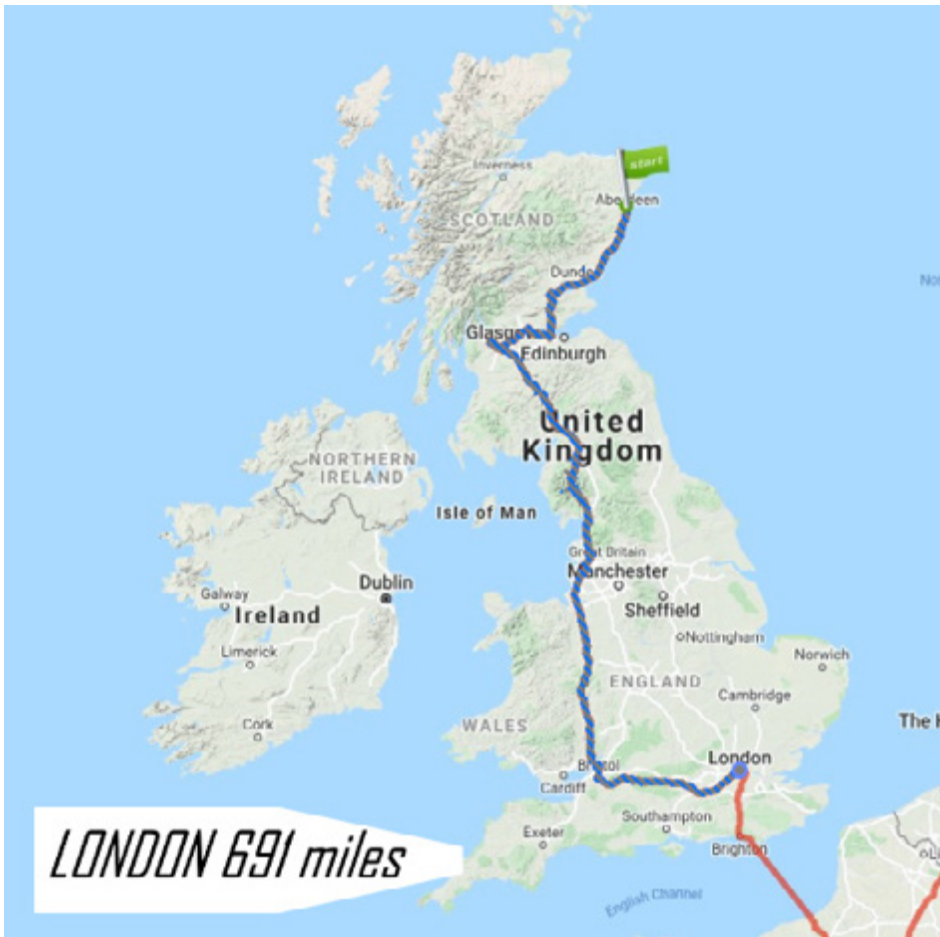 start
Inverness
Aberdeen
SCOTLAND
Dunde
Glasgow
Edinburgh
United
Kingdom
NORTHERN
IRELAND
Isle of Man
Great Britain
Manchester
Dublin
Sheffield
Galway
Ireland
Nottingham
Limerick
Norwich
ENGLAND
Cambridge
Cork
WALES
The H
London
Bristol
Cardiff
Southampton
Exeter
Brighton
LONDON 691 miles
English Channel